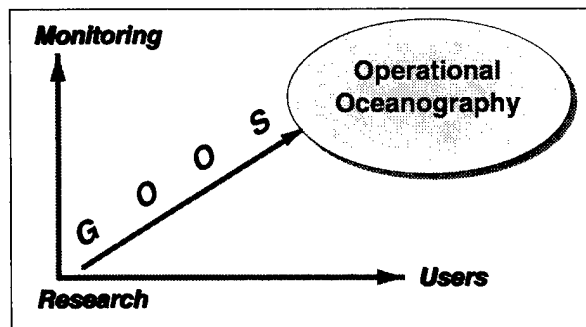 Monitoring
Operational
Oceanography
G O O S
Users
Research